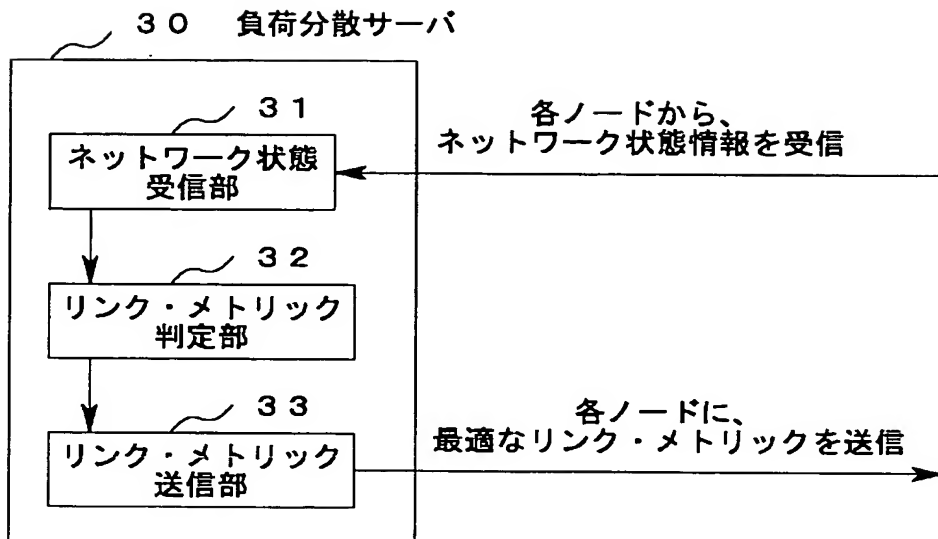 ３０ 負荷分散サーバ
３１
ネットワーク状態
受信部
各ノードから、
ネットワーク状態情報を受信
３２
リンク・メトリック
判定部
３３
リンク・メトリック
送信部
各ノードに、
最適なリンク・メトリックを送信